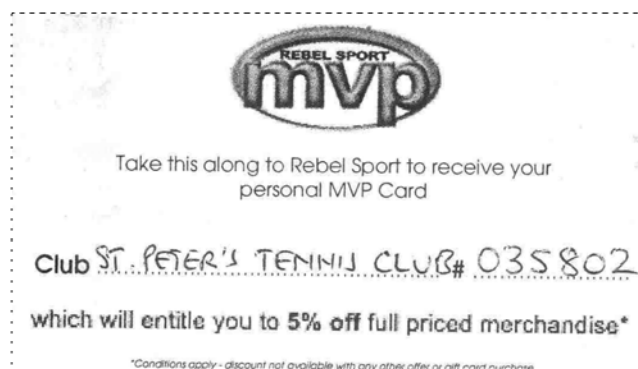 REBEL SPORT
mvp
Take this along to Rebel Sport to receive your
personal MVP Card
Club ST. PETER'S TENNIS CLUB# 035802
which will entitle you to 5% off full priced merchandise*
*Conditions apply - discount not available with any other offer or gift card purchase